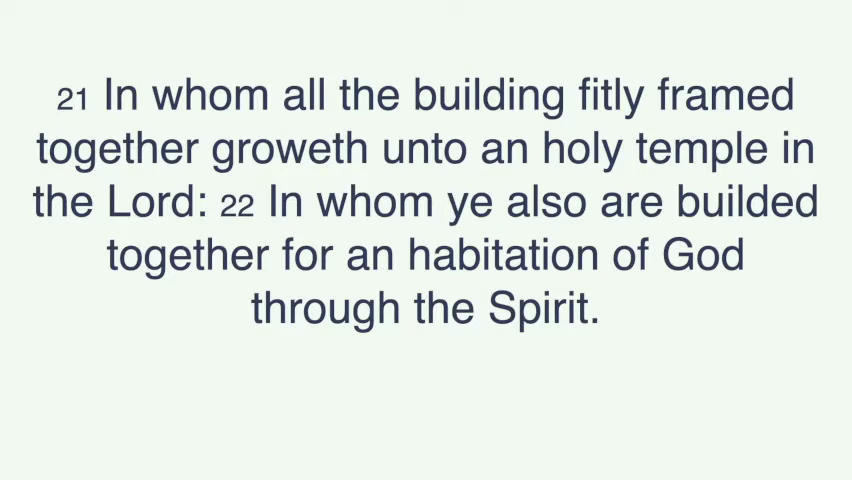 21 In whom all the building fitly framed
together groweth unto an holy temple in
the Lord: 22 In whom ye also are builded
together for an habitation of God
through the Spirit.